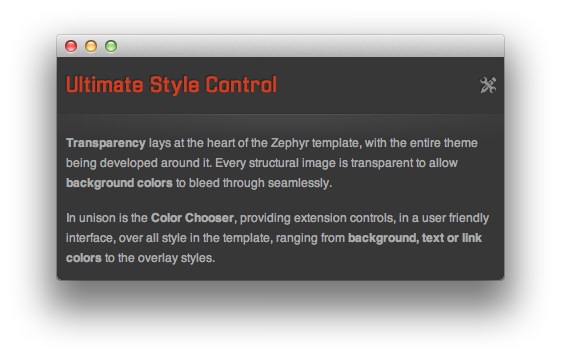 Ultimate Style Control
Transparency lays at the heart of the Zephyr template, with the entire theme
being developed around it. Every structural image is transparent to allow
background colors to bleed through seamlessly.
In unison is the Color Chooser, providing extension controls, in a user friendly
interface, over all style in the template, ranging from background, text or link
colors to the overlay styles.